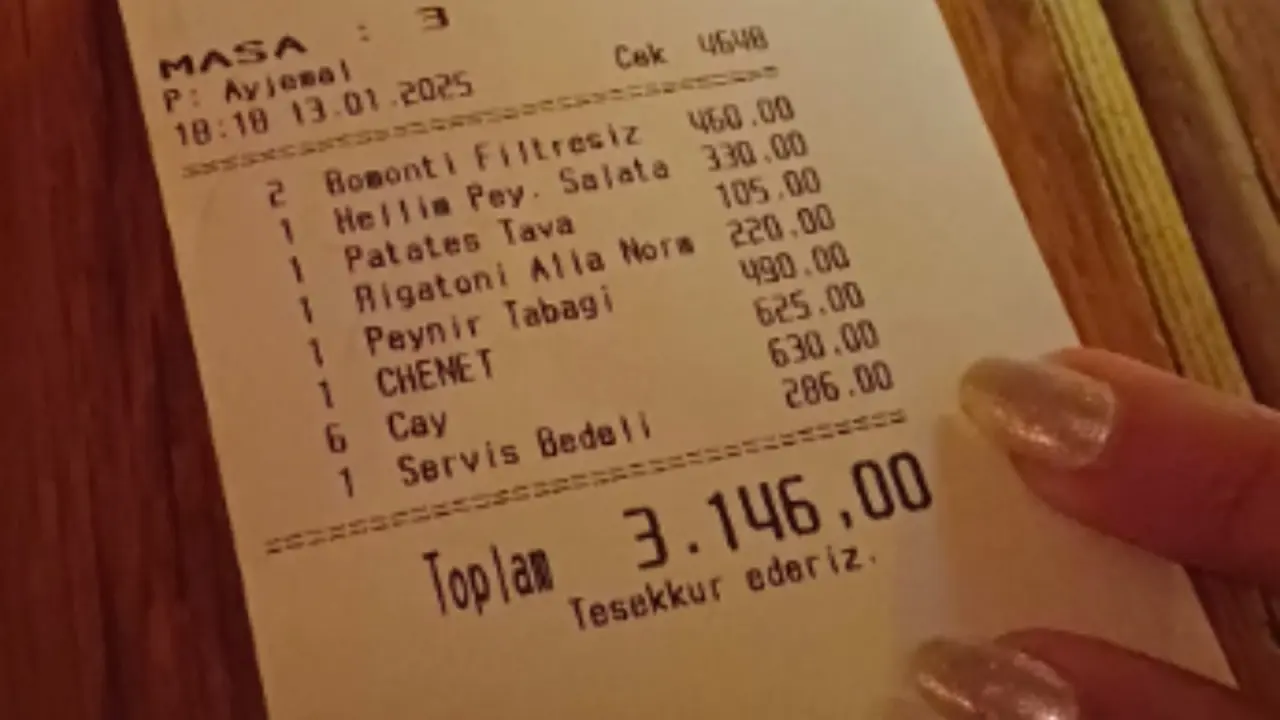 MASA : 3
P: Aylemal
18:18 13.01.2025 Cek 4648
2 Bomonti Filtresiz 460.00
1 Hellim Pey. Salata 330.00
1 Patates Tava 105.00
1 Rigatoni Alla Norm 220.00
1 Peynir Tabagi 490.00
1 CHENET 625.00
6 Cay 630.00
1 Servis Bedeli 286.00
Toplam 3.146,00
Tesekkur ederiz.